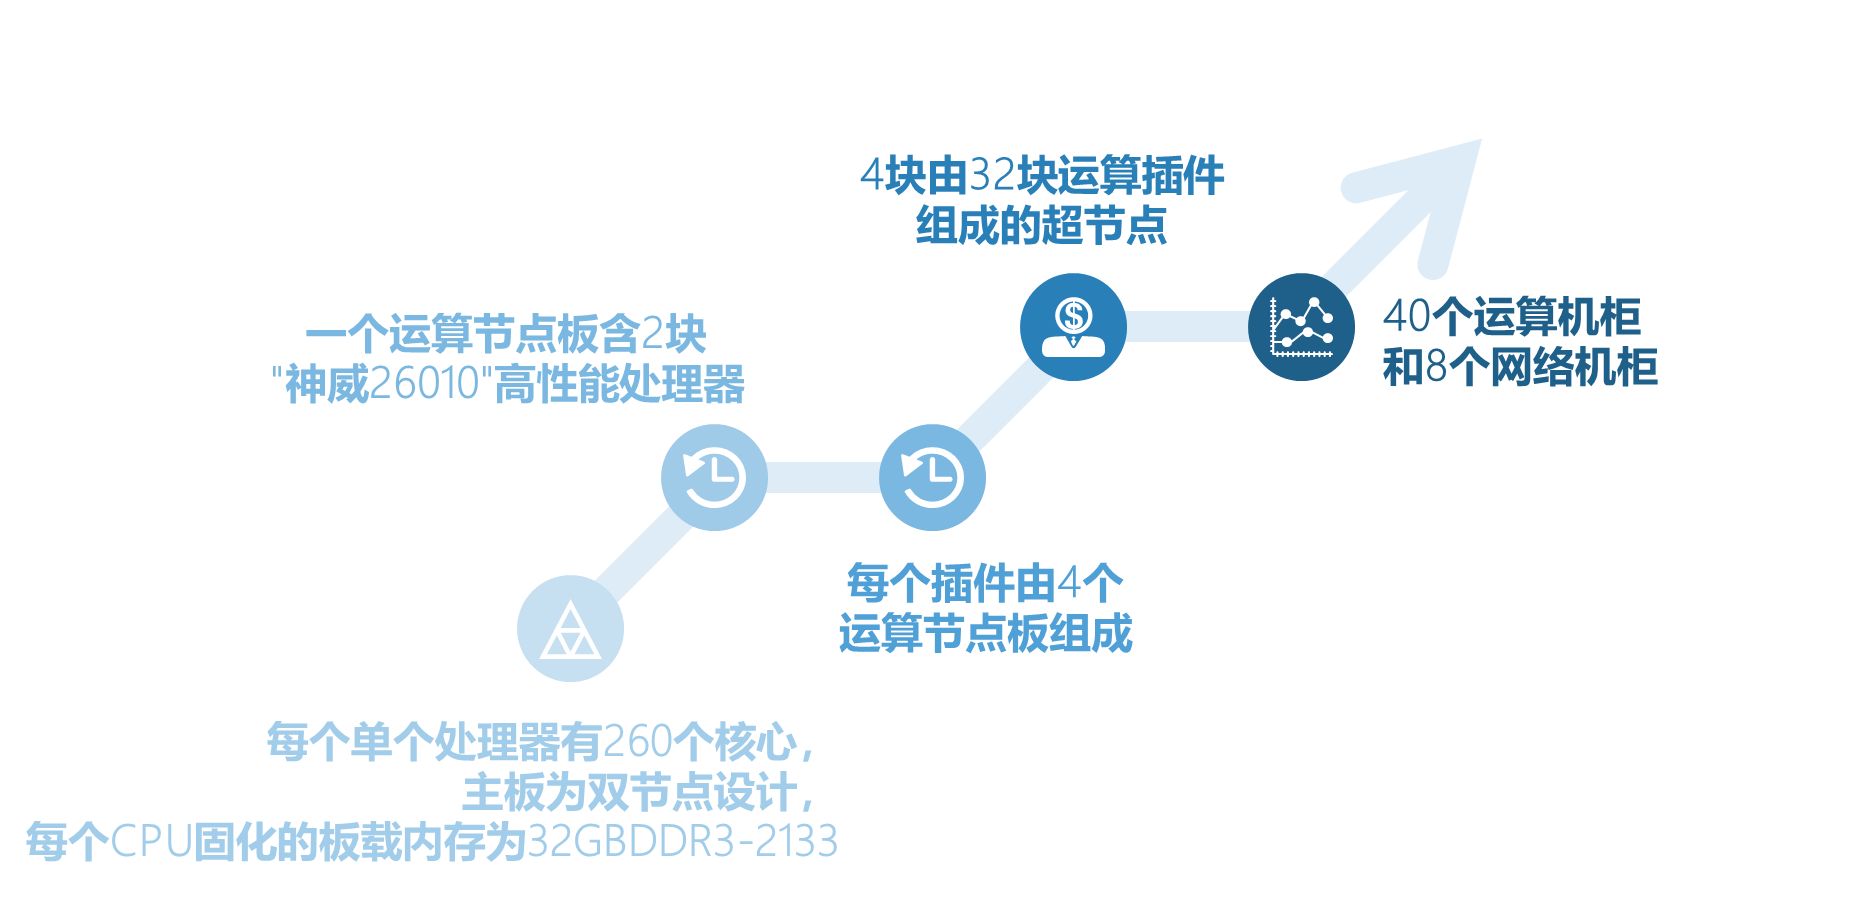 4块由32块运算插件
组成的超节点
40个运算机柜
和8个网络机柜
一个运算节点板含2块
"神威26010"高性能处理器
每个插件由4个
运算节点板组成
每个单个处理器有260个核心，
主板为双节点设计，
每个CPU固化的板载内存为32GBDDR3-2133